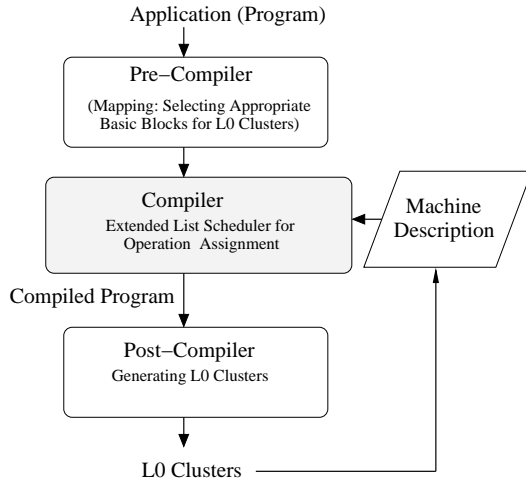 Application (Program)
Pre−Compiler
(Mapping: Selecting Appropriate
Basic Blocks for L0 Clusters)
Compiler
Extended List Scheduler for
Operation Assignment
Machine
Description
Compiled Program
Post−Compiler
Generating L0 Clusters
L0 Clusters